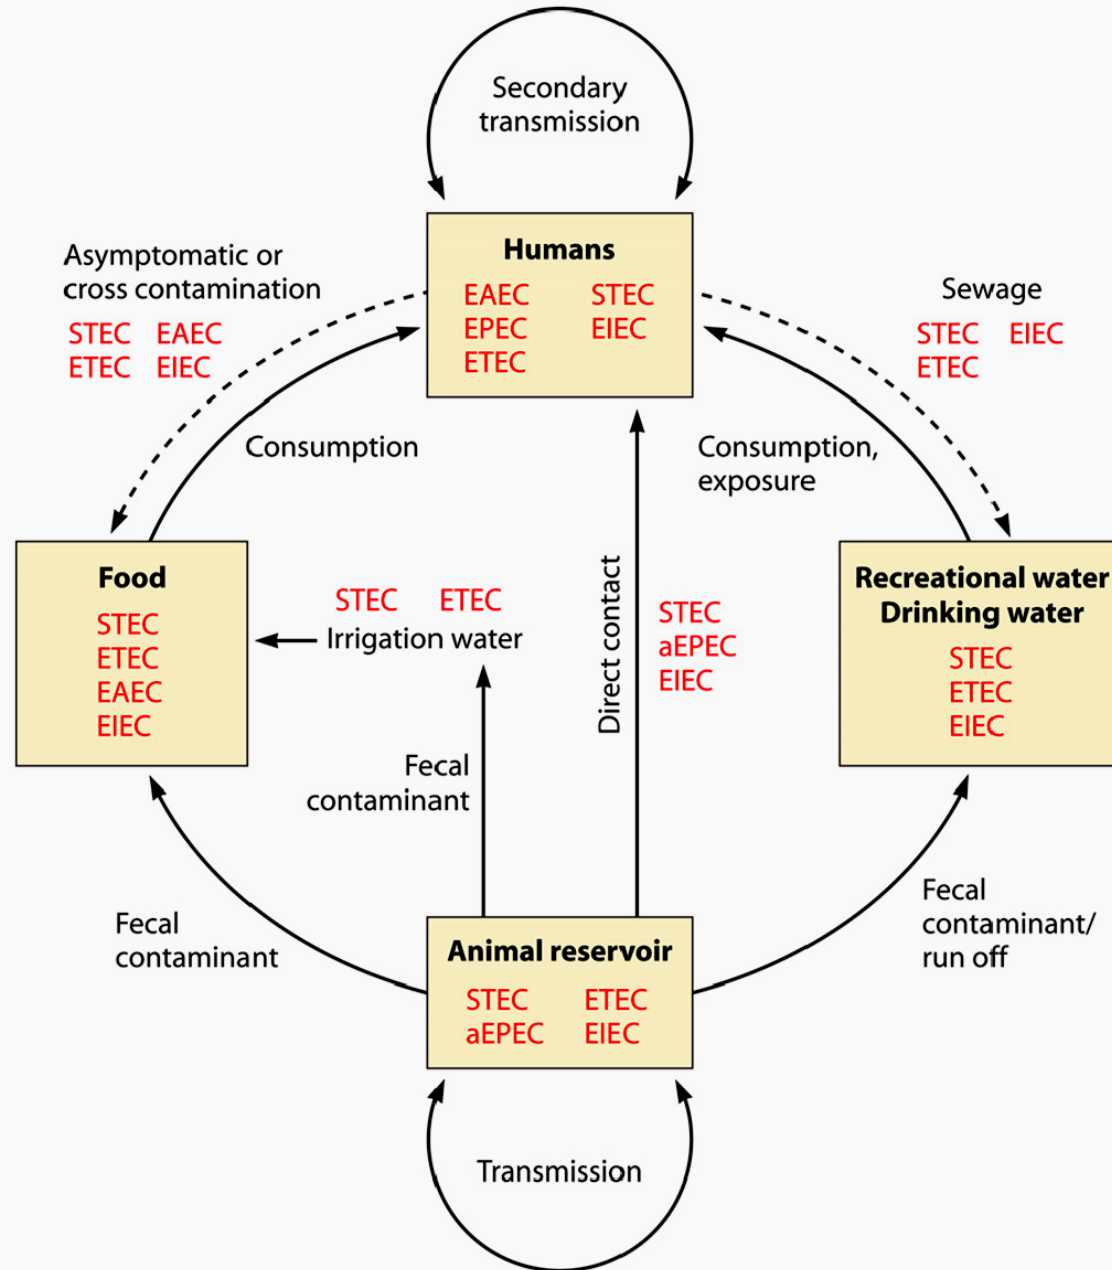 Secondary
transmission
Humans
EAEC STEC
EPEC EIEC
ETEC
Asymptomatic or
cross contamination
STEC EAEC
ETEC EIEC
Sewage
STEC EIEC
ETEC
Consumption
Consumption,
exposure
Food
STEC
ETEC
EAEC
EIEC
STEC ETEC
Irrigation water
Direct contact
STEC
aEPEC
EIEC
Recreational water
Drinking water
STEC
ETEC
EIEC
Fecal
contaminant
Fecal
contaminant
Fecal
contaminant/
run off
Animal reservoir
STEC ETEC
aEPEC EIEC
Transmission